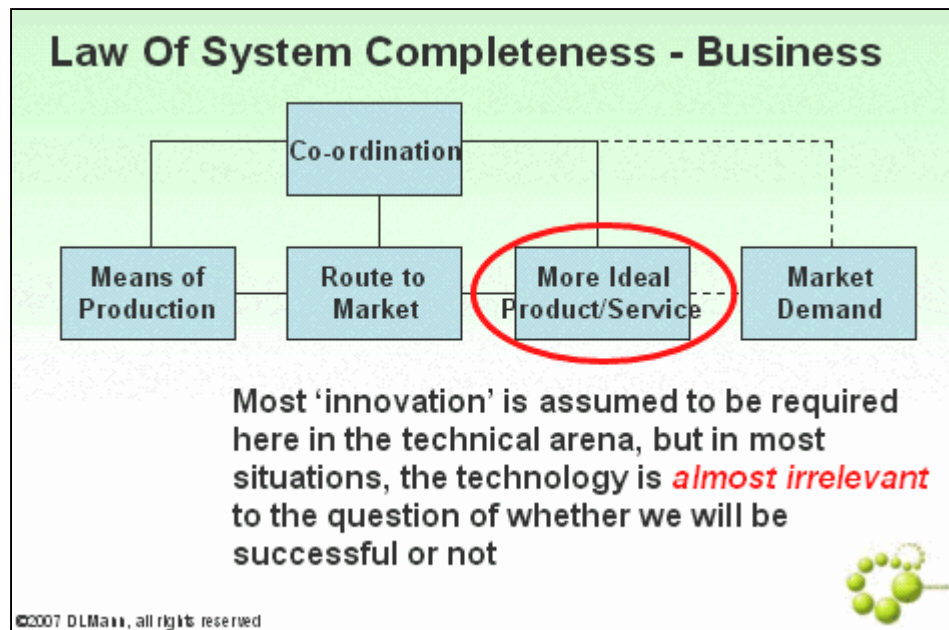 Law Of System Completeness - Business
Co-ordination
Means of
Production
Route to
Market
More Ideal
Product/Service
Market
Demand
Most ‘innovation’ is assumed to be required
here in the technical arena, but in most
situations, the technology is almost irrelevant
to the question of whether we will be
successful or not
©2007 DLMann, all rights reserved